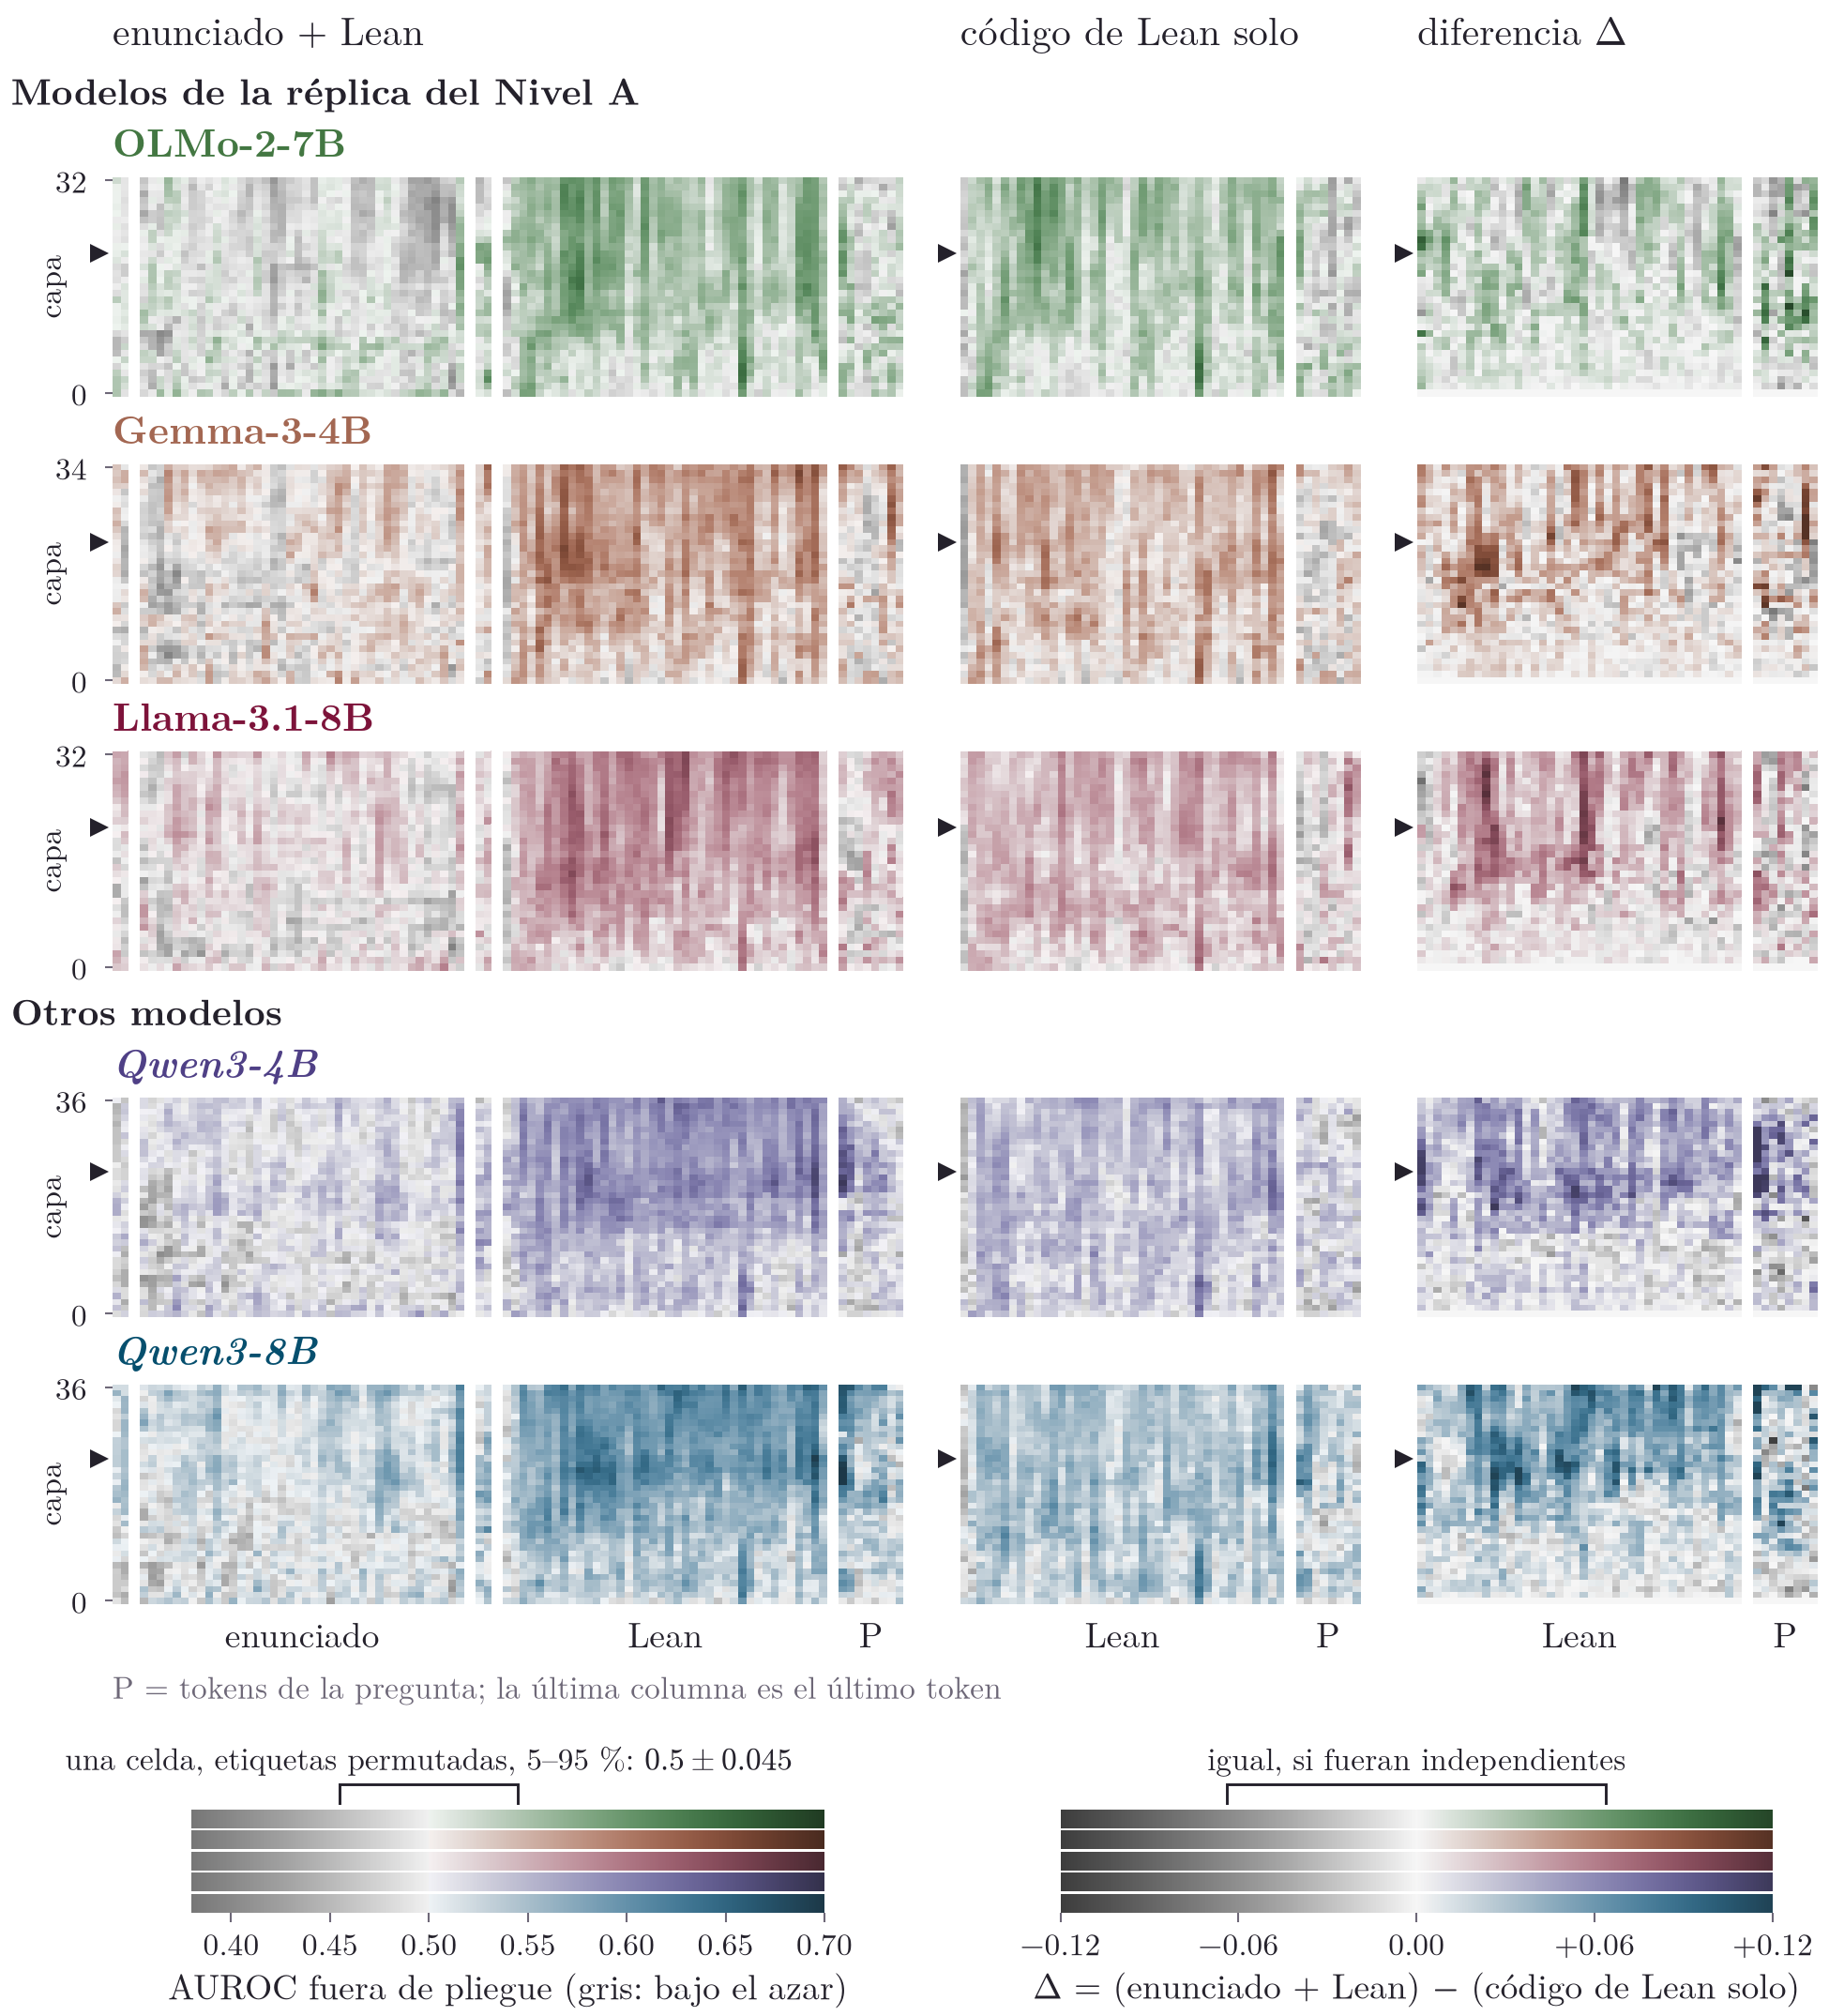 enunciado + Lean
código de Lean solo
diferencia Δ
Modelos de la réplica del Nivel A
OLMo-2-7B
32
capa
0
Gemma-3-4B
34
capa
0
Llama-3.1-8B
32
capa
0
Otros modelos
Qwen3-4B
36
capa
0
Qwen3-8B
36
capa
0
enunciado
Lean
P
Lean
P
Lean
P
P = tokens de la pregunta; la última columna es el último token
una celda, etiquetas permutadas, 5–95 %: 0.5 ± 0.045
0.40 0.45 0.50 0.55 0.60 0.65 0.70
AUROC fuera de pliegue (gris: bajo el azar)
igual, si fueran independientes
−0.12 −0.06 0.00 +0.06 +0.12
Δ = (enunciado + Lean) − (código de Lean solo)